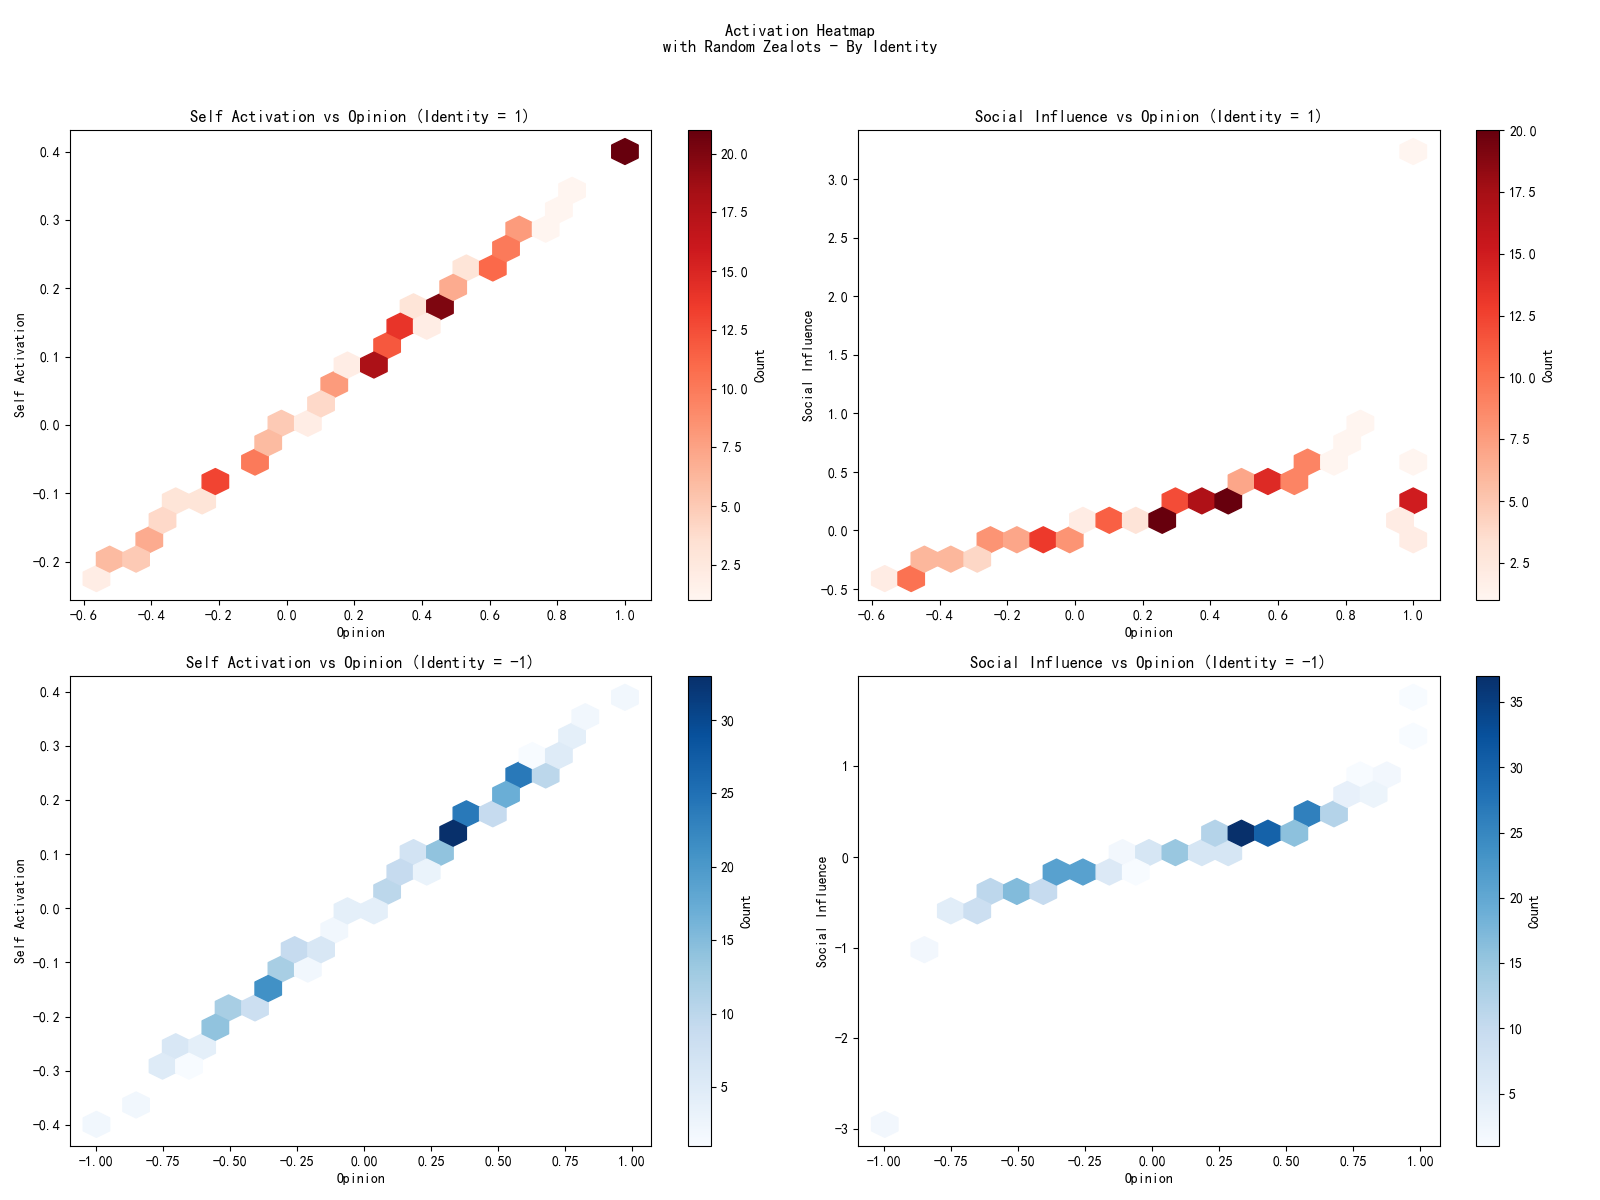 Activation Heatmap
with Random Zealots - By Identity
Self Activation vs Opinion (Identity = 1)
Self Activation
0.4
0.3
0.2
0.1
0.0
-0.1
-0.2
-0.6 -0.4 -0.2 0.0 0.2 0.4 0.6 0.8 1.0
Opinion
20.0
17.5
15.0
12.5
10.0
7.5
5.0
2.5
Count
Social Influence vs Opinion (Identity = 1)
Social Influence
3.0
2.5
2.0
1.5
1.0
0.5
0.0
-0.5
-0.6 -0.4 -0.2 0.0 0.2 0.4 0.6 0.8 1.0
Opinion
20.0
17.5
15.0
12.5
10.0
7.5
5.0
2.5
Count
Self Activation vs Opinion (Identity = -1)
Self Activation
0.4
0.3
0.2
0.1
0.0
-0.1
-0.2
-0.3
-0.4
-1.00 -0.75 -0.50 -0.25 0.00 0.25 0.50 0.75 1.00
Opinion
30
25
20
15
10
5
Count
Social Influence vs Opinion (Identity = -1)
Social Influence
1
0
-1
-2
-3
-1.00 -0.75 -0.50 -0.25 0.00 0.25 0.50 0.75 1.00
Opinion
35
30
25
20
15
10
5
Count